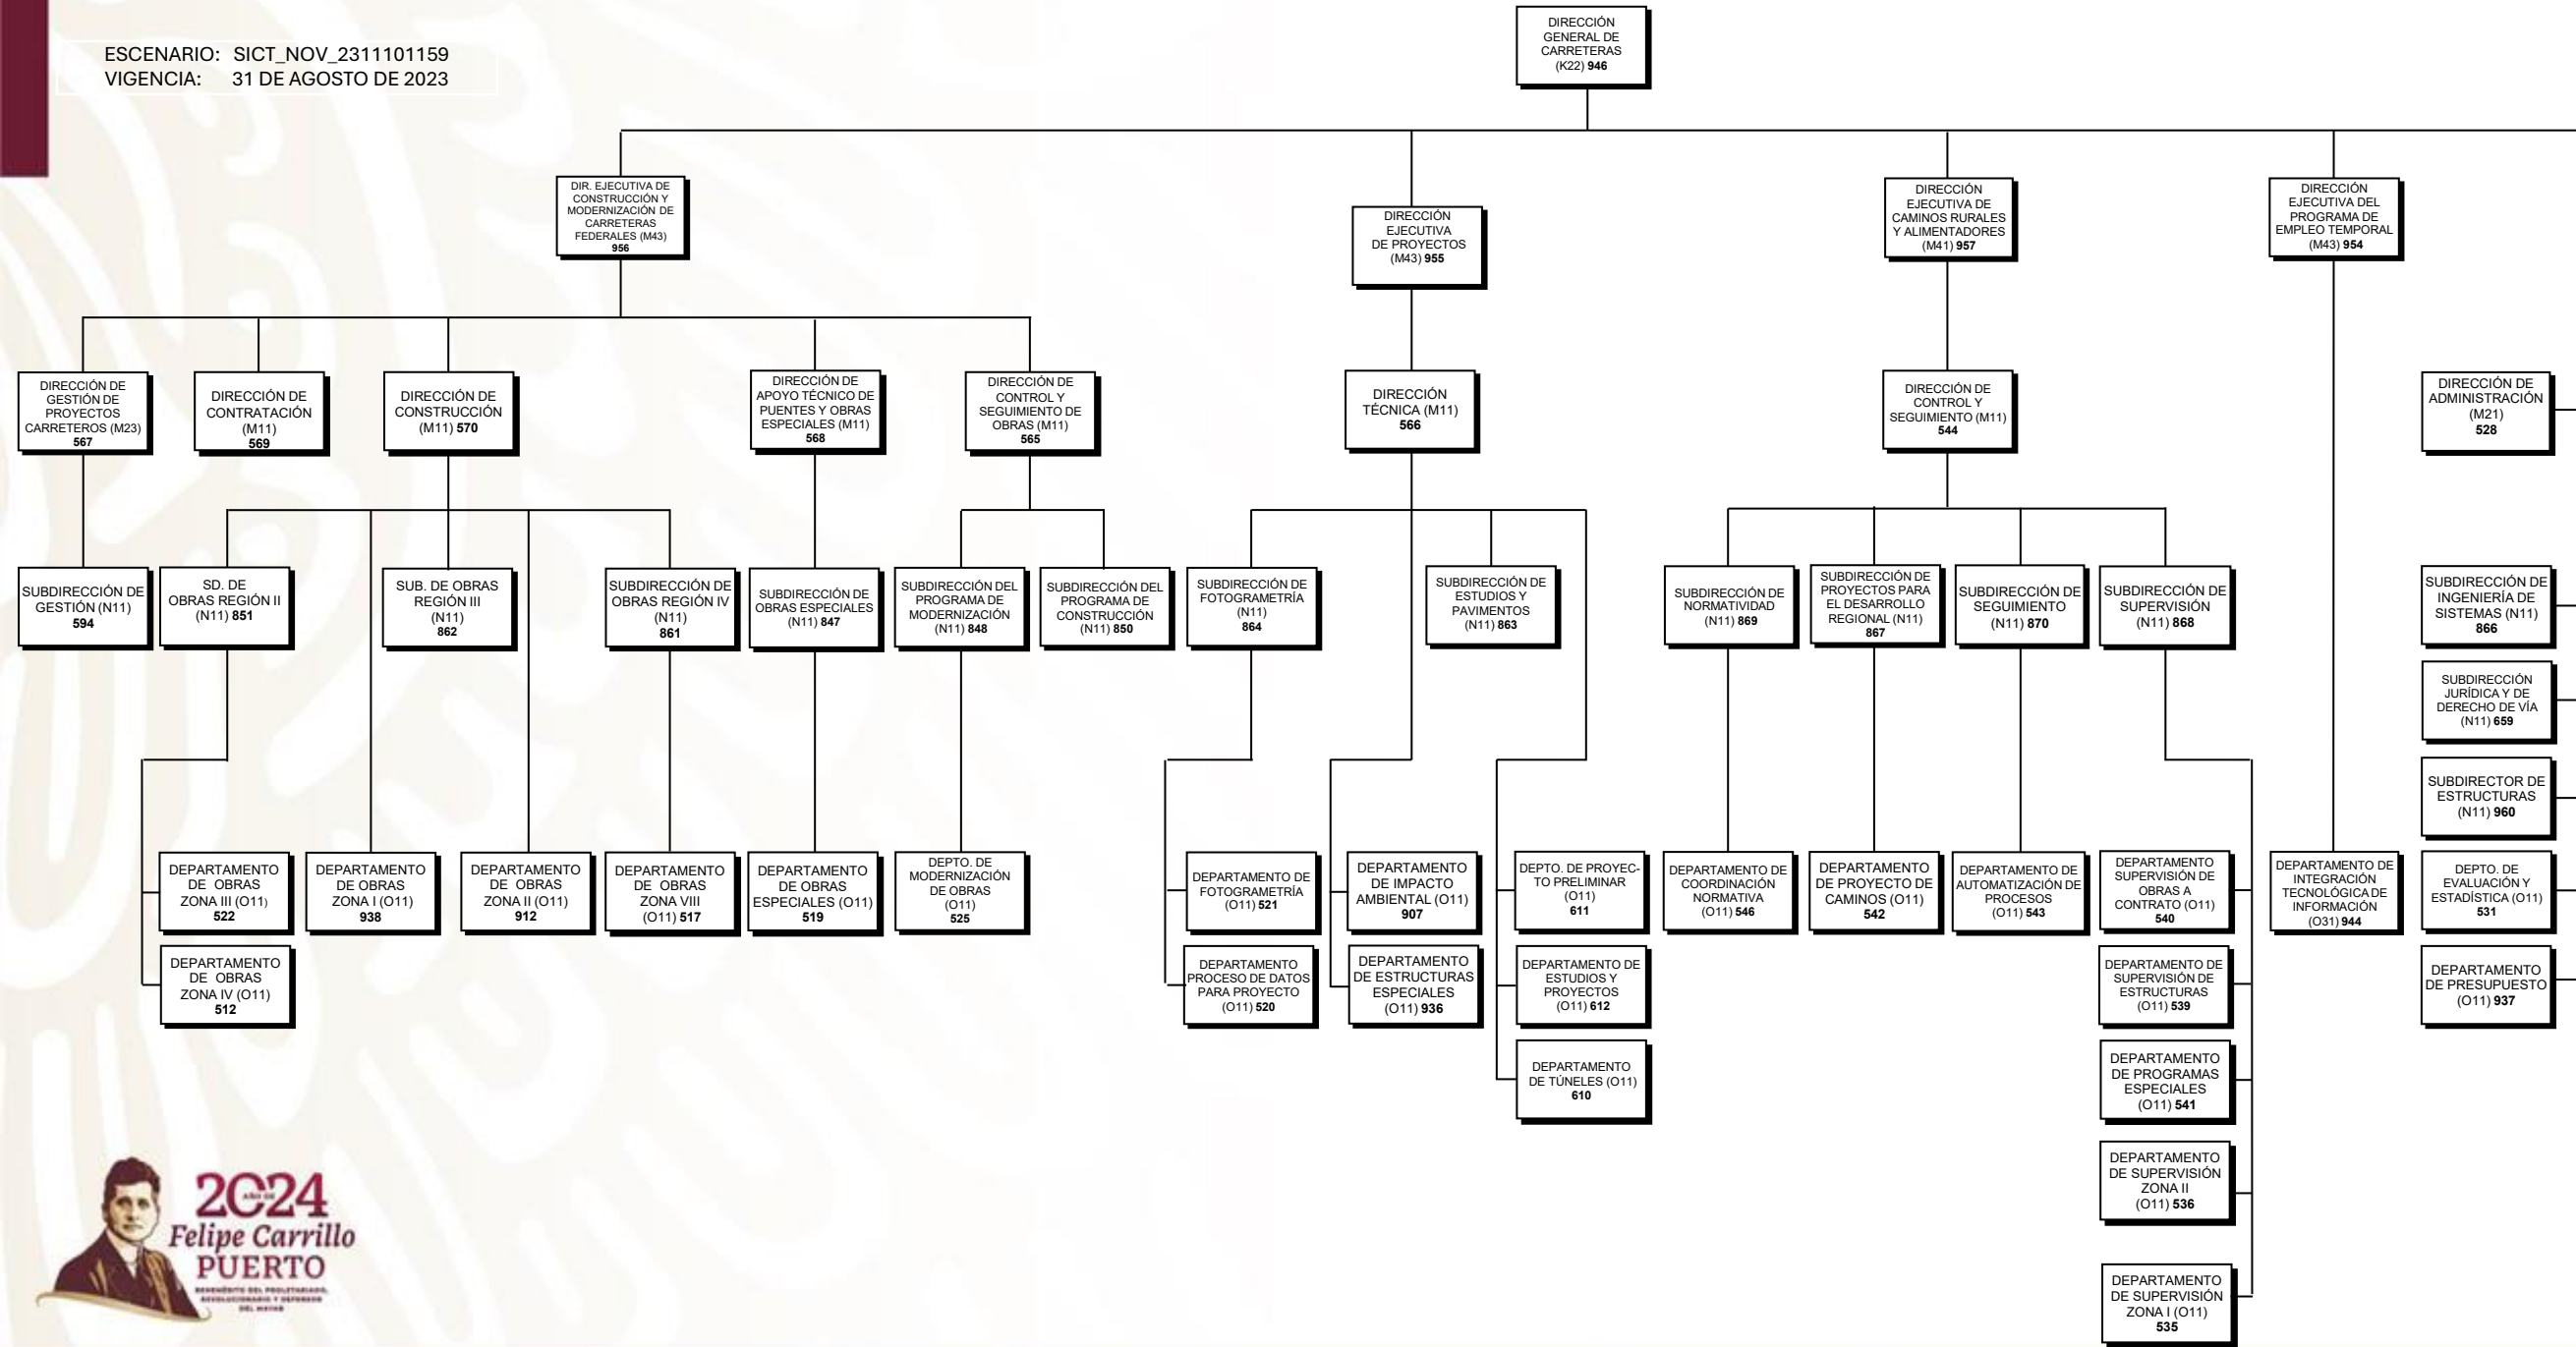 ESCENARIO: SICT_NOV_2311101159
VIGENCIA: 31 DE AGOSTO DE 2023
DIRECCIÓN
GENERAL DE
CARRETERAS
(K22) 946
DIR. EJECUTIVA DE
CONSTRUCCIÓN Y
MODERNIZACIÓN DE
CARRETERAS
FEDERALES (M43)
956
DIRECCIÓN
EJECUTIVA
DE PROYECTOS
(M43) 955
DIRECCIÓN
EJECUTIVA DE
CAMINOS RURALES
Y ALIMENTADORES
(M41) 957
DIRECCIÓN
EJECUTIVA DEL
PROGRAMA DE
EMPLEO TEMPORAL
(M43) 954
DIRECCIÓN DE
GESTIÓN DE
PROYECTOS
CARRETEROS (M23)
567
DIRECCIÓN DE
CONTRATACIÓN
(M11)
569
DIRECCIÓN DE
CONSTRUCCIÓN
(M11) 570
DIRECCIÓN DE
APOYO TÉCNICO DE
PUENTES Y OBRAS
ESPECIALES (M11)
568
DIRECCIÓN DE
CONTROL Y
SEGUIMIENTO DE
OBRAS (M11)
565
DIRECCIÓN
TÉCNICA (M11)
566
DIRECCIÓN DE
CONTROL Y
SEGUIMIENTO (M11)
544
DIRECCIÓN DE
ADMINISTRACIÓN
(M21)
528
SUBDIRECCIÓN DE
GESTIÓN (N11)
594
SD. DE
OBRAS REGIÓN II
(N11) 851
SUB. DE OBRAS
REGIÓN III
(N11)
862
SUBDIRECCIÓN DE
OBRAS REGIÓN IV
(N11)
861
SUBDIRECCIÓN DE
OBRAS ESPECIALES
(N11) 847
SUBDIRECCIÓN DEL
PROGRAMA DE
MODERNIZACIÓN
(N11) 848
SUBDIRECCIÓN DEL
PROGRAMA DE
CONSTRUCCIÓN
(N11) 850
SUBDIRECCIÓN DE
FOTOGRAMETRÍA
(N11)
864
SUBDIRECCIÓN DE
ESTUDIOS Y
PAVIMENTOS
(N11) 863
SUBDIRECCIÓN DE
NORMATIVIDAD
(N11) 869
SUBDIRECCIÓN DE
PROYECTOS PARA
EL DESARROLLO
REGIONAL (N11)
867
SUBDIRECCIÓN DE
SEGUIMIENTO
(N11) 870
SUBDIRECCIÓN DE
SUPERVISIÓN
(N11) 868
SUBDIRECCIÓN DE
INGENIERÍA DE
SISTEMAS (N11)
866
SUBDIRECCIÓN
JURÍDICA Y DE
DERECHO DE VÍA
(N11) 659
SUBDIRECTOR DE
ESTRUCTURAS
(N11) 960
DEPARTAMENTO
DE OBRAS
ZONA III (O11)
522
DEPARTAMENTO
DE OBRAS
ZONA I (O11)
938
DEPARTAMENTO
DE OBRAS
ZONA II (O11)
912
DEPARTAMENTO
DE OBRAS
ZONA VIII
(O11) 517
DEPARTAMENTO
DE OBRAS
ESPECIALES (O11)
519
DEPTO. DE
MODERNIZACIÓN
DE OBRAS
(O11)
525
DEPARTAMENTO DE
FOTOGRAMETRÍA
(O11) 521
DEPARTAMENTO
DE IMPACTO
AMBIENTAL (O11)
907
DEPTO. DE PROYEC-
TO PRELIMINAR
(O11)
611
DEPARTAMENTO DE
COORDINACIÓN
NORMATIVA
(O11) 546
DEPARTAMENTO
DE PROYECTO DE
CAMINOS (O11)
542
DEPARTAMENTO DE
AUTOMATIZACIÓN DE
PROCESOS
(O11) 543
DEPARTAMENTO
SUPERVISIÓN DE
OBRAS A
CONTRATO (O11)
540
DEPARTAMENTO DE
INTEGRACIÓN
TECNOLÓGICA DE
INFORMACIÓN
(O31) 944
DEPTO. DE
EVALUACIÓN Y
ESTADÍSTICA (O11)
531
DEPARTAMENTO
DE OBRAS
ZONA IV (O11)
512
DEPARTAMENTO
PROCESO DE DATOS
PARA PROYECTO
(O11) 520
DEPARTAMENTO
DE ESTRUCTURAS
ESPECIALES
(O11) 936
DEPARTAMENTO DE
ESTUDIOS Y
PROYECTOS
(O11) 612
DEPARTAMENTO DE
SUPERVISIÓN DE
ESTRUCTURAS
(O11) 539
DEPARTAMENTO
DE PRESUPUESTO
(O11) 937
DEPARTAMENTO
DE TÚNELES (O11)
610
DEPARTAMENTO
DE PROGRAMAS
ESPECIALES
(O11) 541
DEPARTAMENTO
DE SUPERVISIÓN
ZONA II
(O11) 536
DEPARTAMENTO
DE SUPERVISIÓN
ZONA I (O11)
535
2024
AÑO DE
Felipe Carrillo
PUERTO
BENEMÉRITO DEL PROLETARIADO,
REVOLUCIONARIO Y DEFENSOR
DEL MAYAB